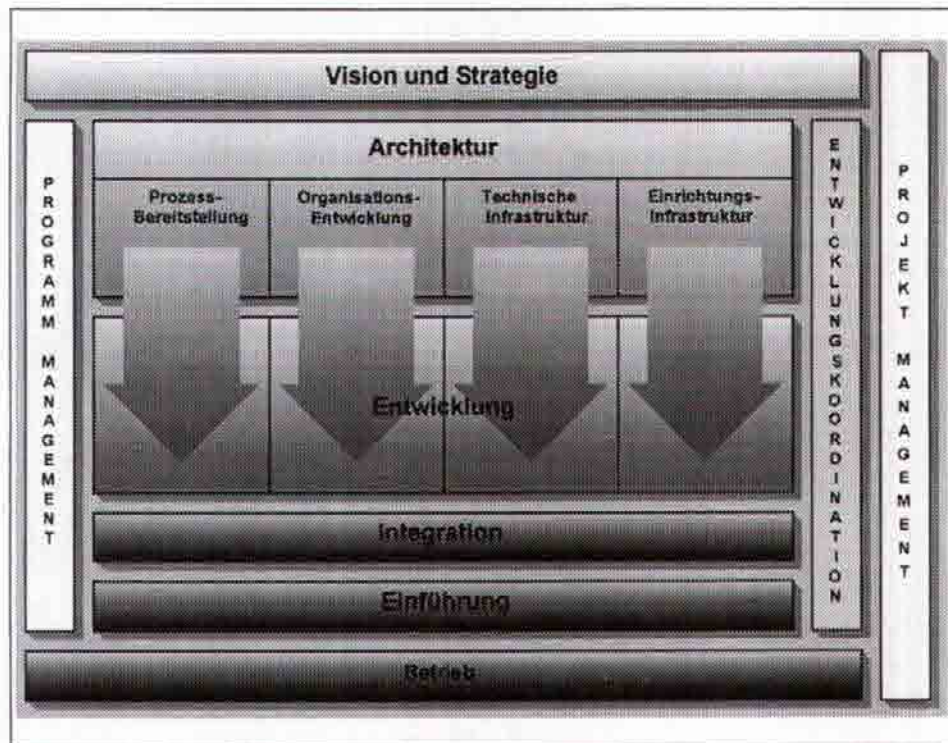 Vision und Strategie
PROGRAMM MANAGEMENT
Architektur
Prozess-
Bereitstellung
Organisations-
Entwicklung
Technische
Infrastruktur
Einrichtungs-
Infrastruktur
Entwicklung
Integration
Einführung
Betrieb
ENTWICKLUNGSKOORDINATION
PROJEKT MANAGEMENT